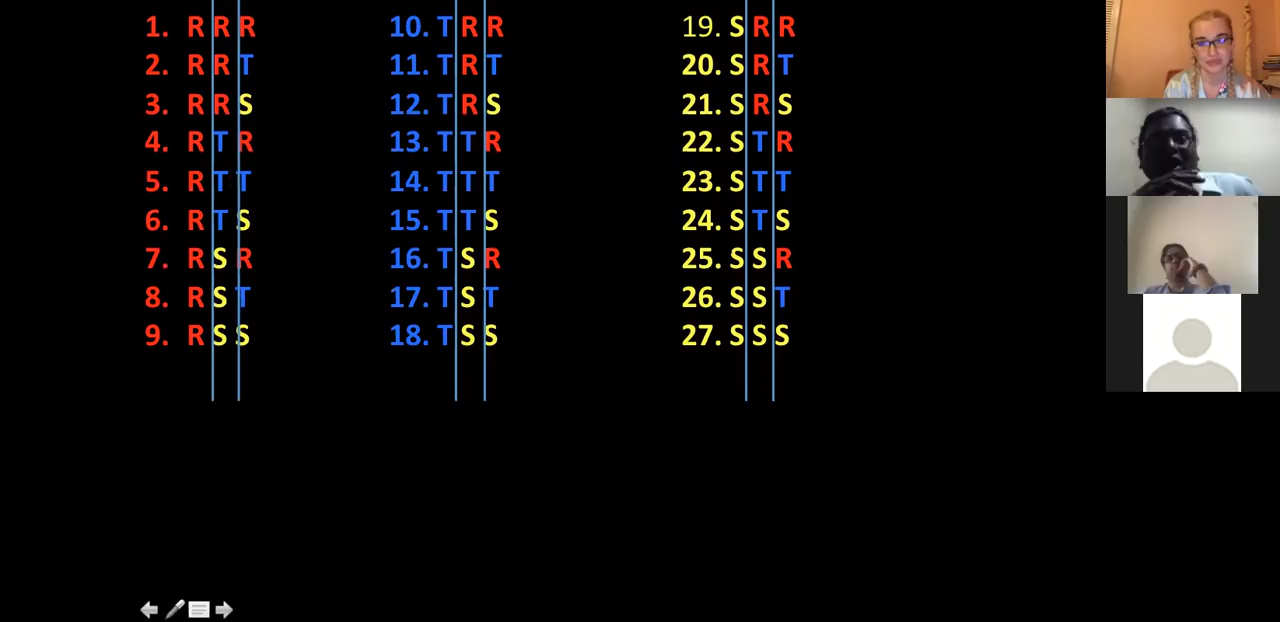 1. R R R
2. R R T
3. R R S
4. R T R
5. R T T
6. R T S
7. R S R
8. R S T
9. R S S
10. T R R
11. T R T
12. T R S
13. T T R
14. T T T
15. T T S
16. T S R
17. T S T
18. T S S
19. S R R
20. S R T
21. S R S
22. S T R
23. S T T
24. S T S
25. S S R
26. S S T
27. S S S